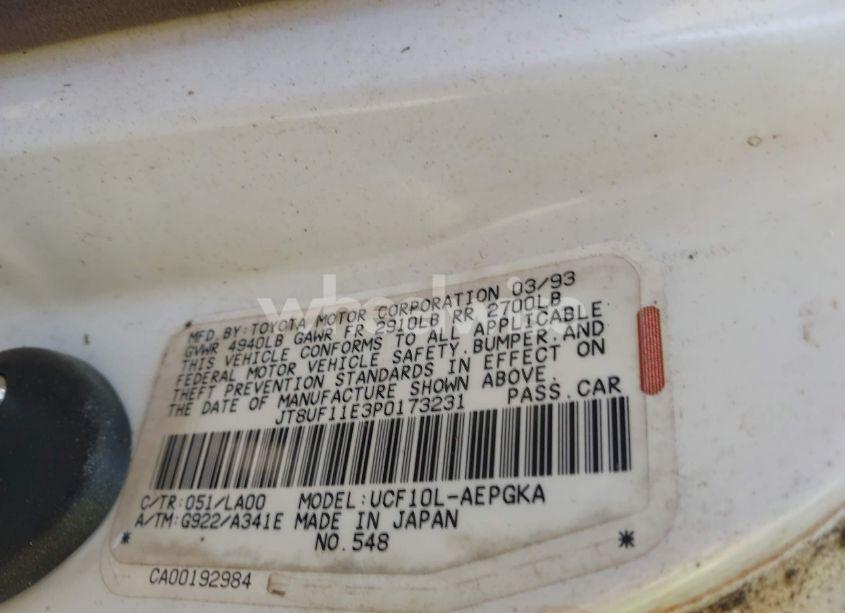 MFD. BY: TOYOTA MOTOR CORPORATION 03/93
GVWR 4940LB GAWR FR 2910LB RR 2700LB
THIS VEHICLE CONFORMS TO ALL APPLICABLE
FEDERAL MOTOR VEHICLE SAFETY, BUMPER, AND
THEFT PREVENTION STANDARDS IN EFFECT ON
THE DATE OF MANUFACTURE SHOWN ABOVE.
JT8UF11E3P0173231 PASS. CAR
C/TR: 051/LA00 MODEL: UCF10L-AEPGKA
A/TM: G922/A341E MADE IN JAPAN
* NO. 548 *
CA00192984